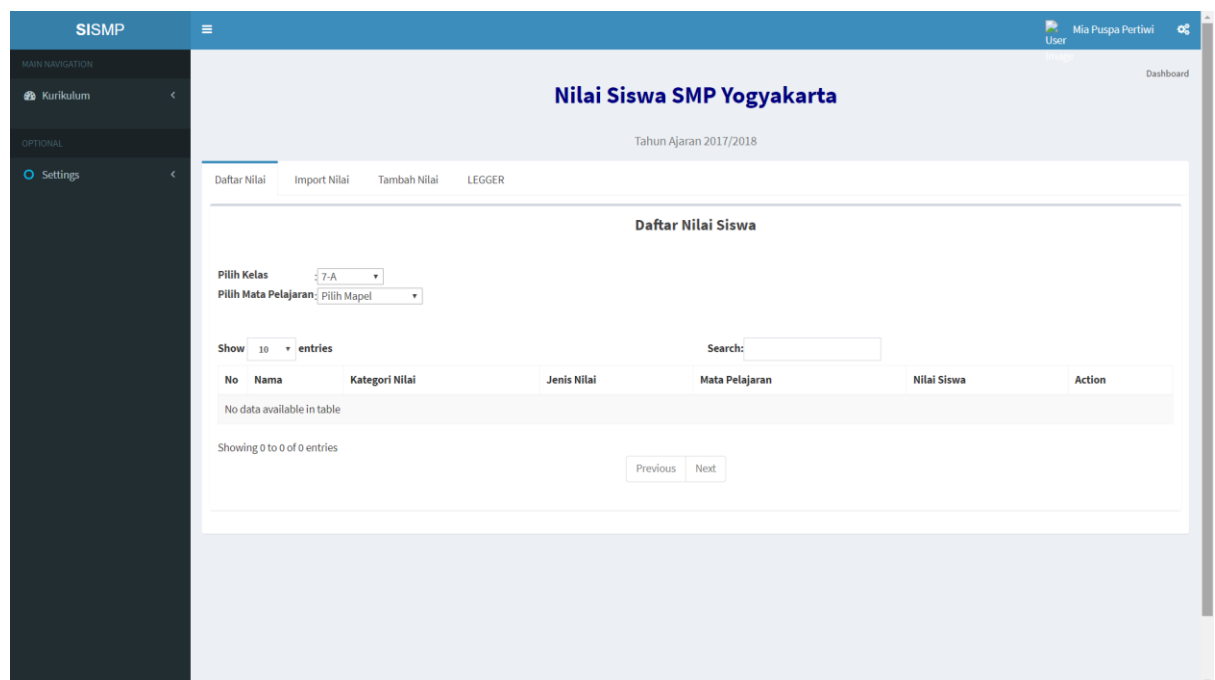 SISMP
User Image
Mia Puspa Pertiwi
MAIN NAVIGATION
Kurikulum
OPTIONAL
Settings
Dashboard
Nilai Siswa SMP Yogyakarta
Tahun Ajaran 2017/2018
Daftar Nilai Import Nilai Tambah Nilai LEGGER
Daftar Nilai Siswa
Pilih Kelas : 7-A
Pilih Mata Pelajaran: Pilih Mapel
Show 10 entries Search:
No Nama Kategori Nilai Jenis Nilai Mata Pelajaran Nilai Siswa Action
No data available in table
Showing 0 to 0 of 0 entries
Previous Next